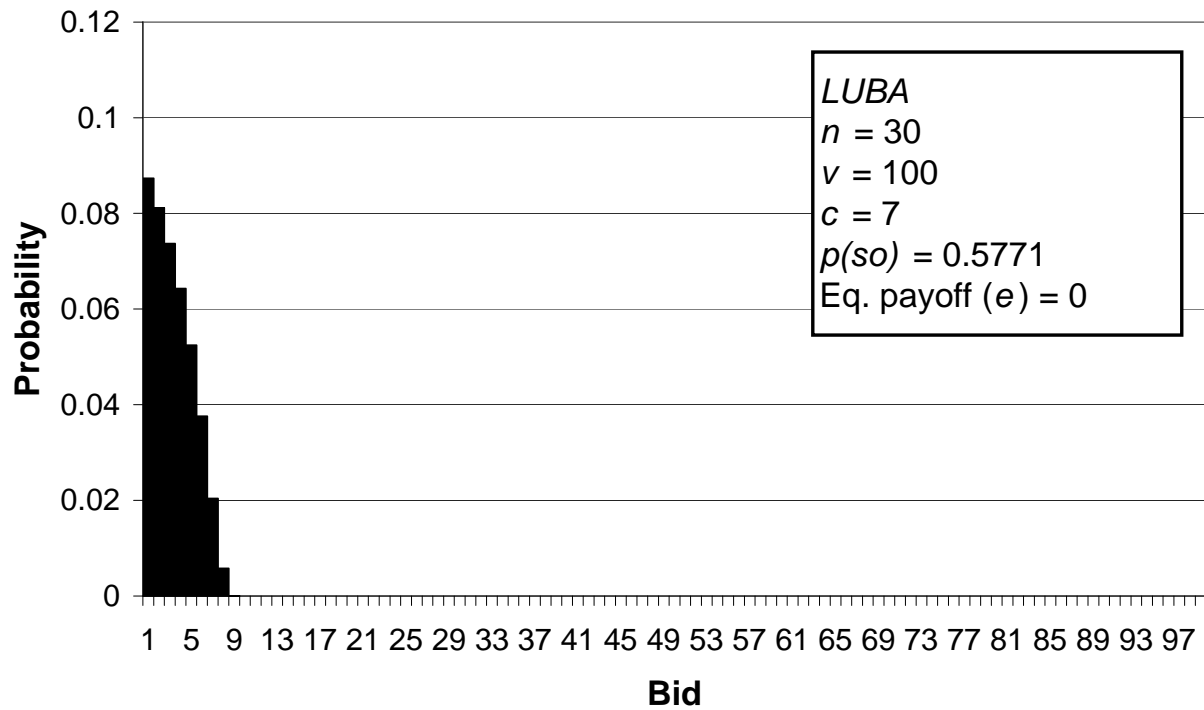 0.12
0.1
0.08
0.06
0.04
0.02
0
Probability
LUBA
n = 30
v = 100
c = 7
p(so) = 0.5771
Eq. payoff (e) = 0
1 5 9 13 17 21 25 29 33 37 41 45 49 53 57 61 65 69 73 77 81 85 89 93 97
Bid